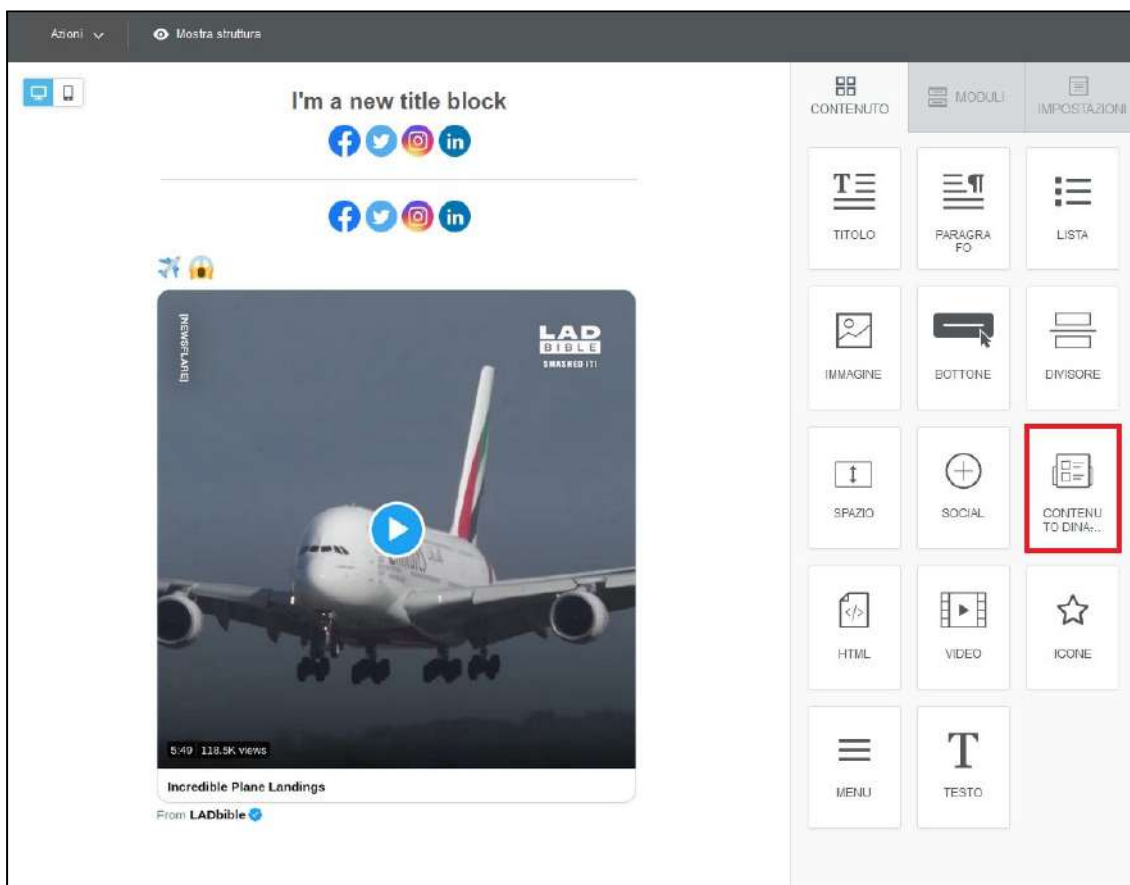 Azioni
Mostra struttura
I'm a new title block
CONTENUTO
MODULI
IMPOSTAZIONI
TITOLO
PARAGRA
FO
LISTA
[NEWSFLARE]
LAD
BIBLE
SMASHED IT!
IMMAGINE
BOTTONE
DIVISORE
SPAZIO
SOCIAL
CONTENU
TO DINA-...
HTML
VIDEO
ICONE
5:49 118.5K views
Incredible Plane Landings
From LADbible
MENU
TESTO